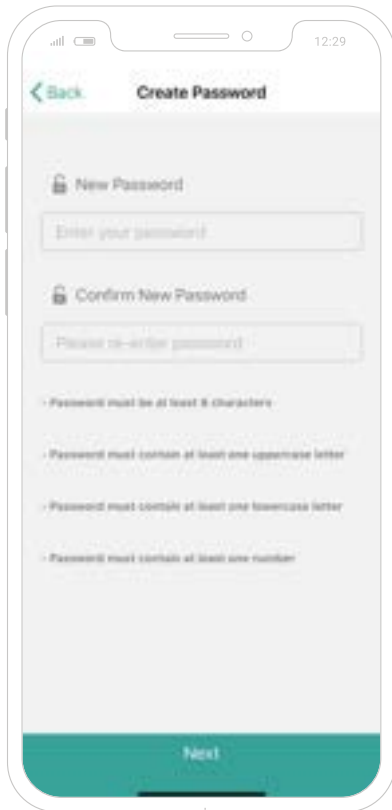 12:29
Back Create Password
New Password
Enter your password
Confirm New Password
Please re-enter password
- Password must be at least 8 characters
- Password must contain at least one uppercase letter
- Password must contain at least one lowercase letter
- Password must contain at least one number
Next